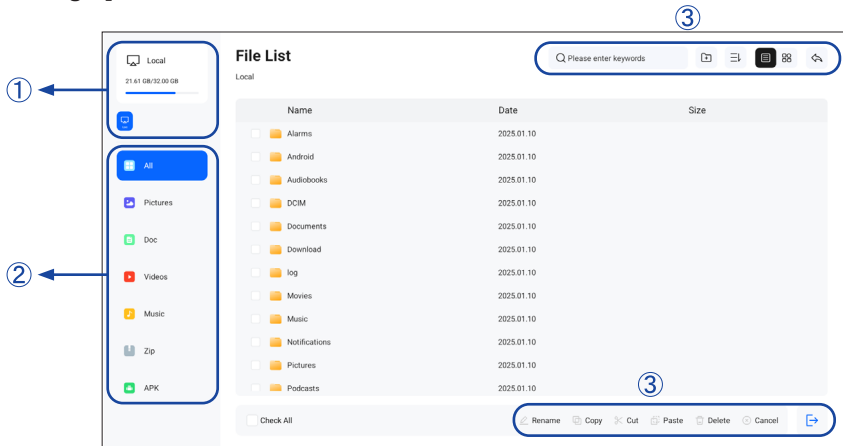 ③
Local
21.61 GB/32.00 GB
①
File List
Local
Please enter keywords
Name Date Size
Alarms 2025.01.10
Android 2025.01.10
Audiobooks 2025.01.10
DCIM 2025.01.10
Documents 2025.01.10
Download 2025.01.10
log 2025.01.10
Movies 2025.01.10
Music 2025.01.10
Notifications 2025.01.10
Pictures 2025.01.10
Podcasts 2025.01.10
②
All
Pictures
Doc
Videos
Music
Zip
APK
③
Check All
Rename Copy Cut Paste Delete Cancel